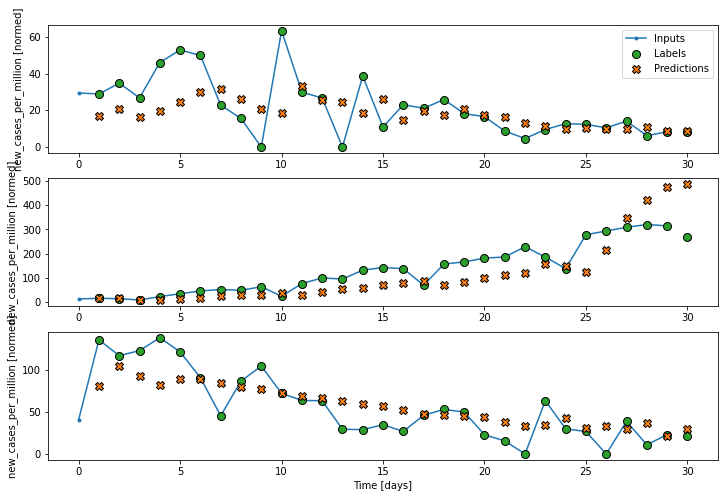 new_cases_per_million [normed]
60
40
20
0
Inputs
Labels
Predictions
0 5 10 15 20 25 30
new_cases_per_million [normed]
500
400
300
200
100
0
0 5 10 15 20 25 30
new_cases_per_million [normed]
100
50
0
0 5 10 15 20 25 30
Time [days]